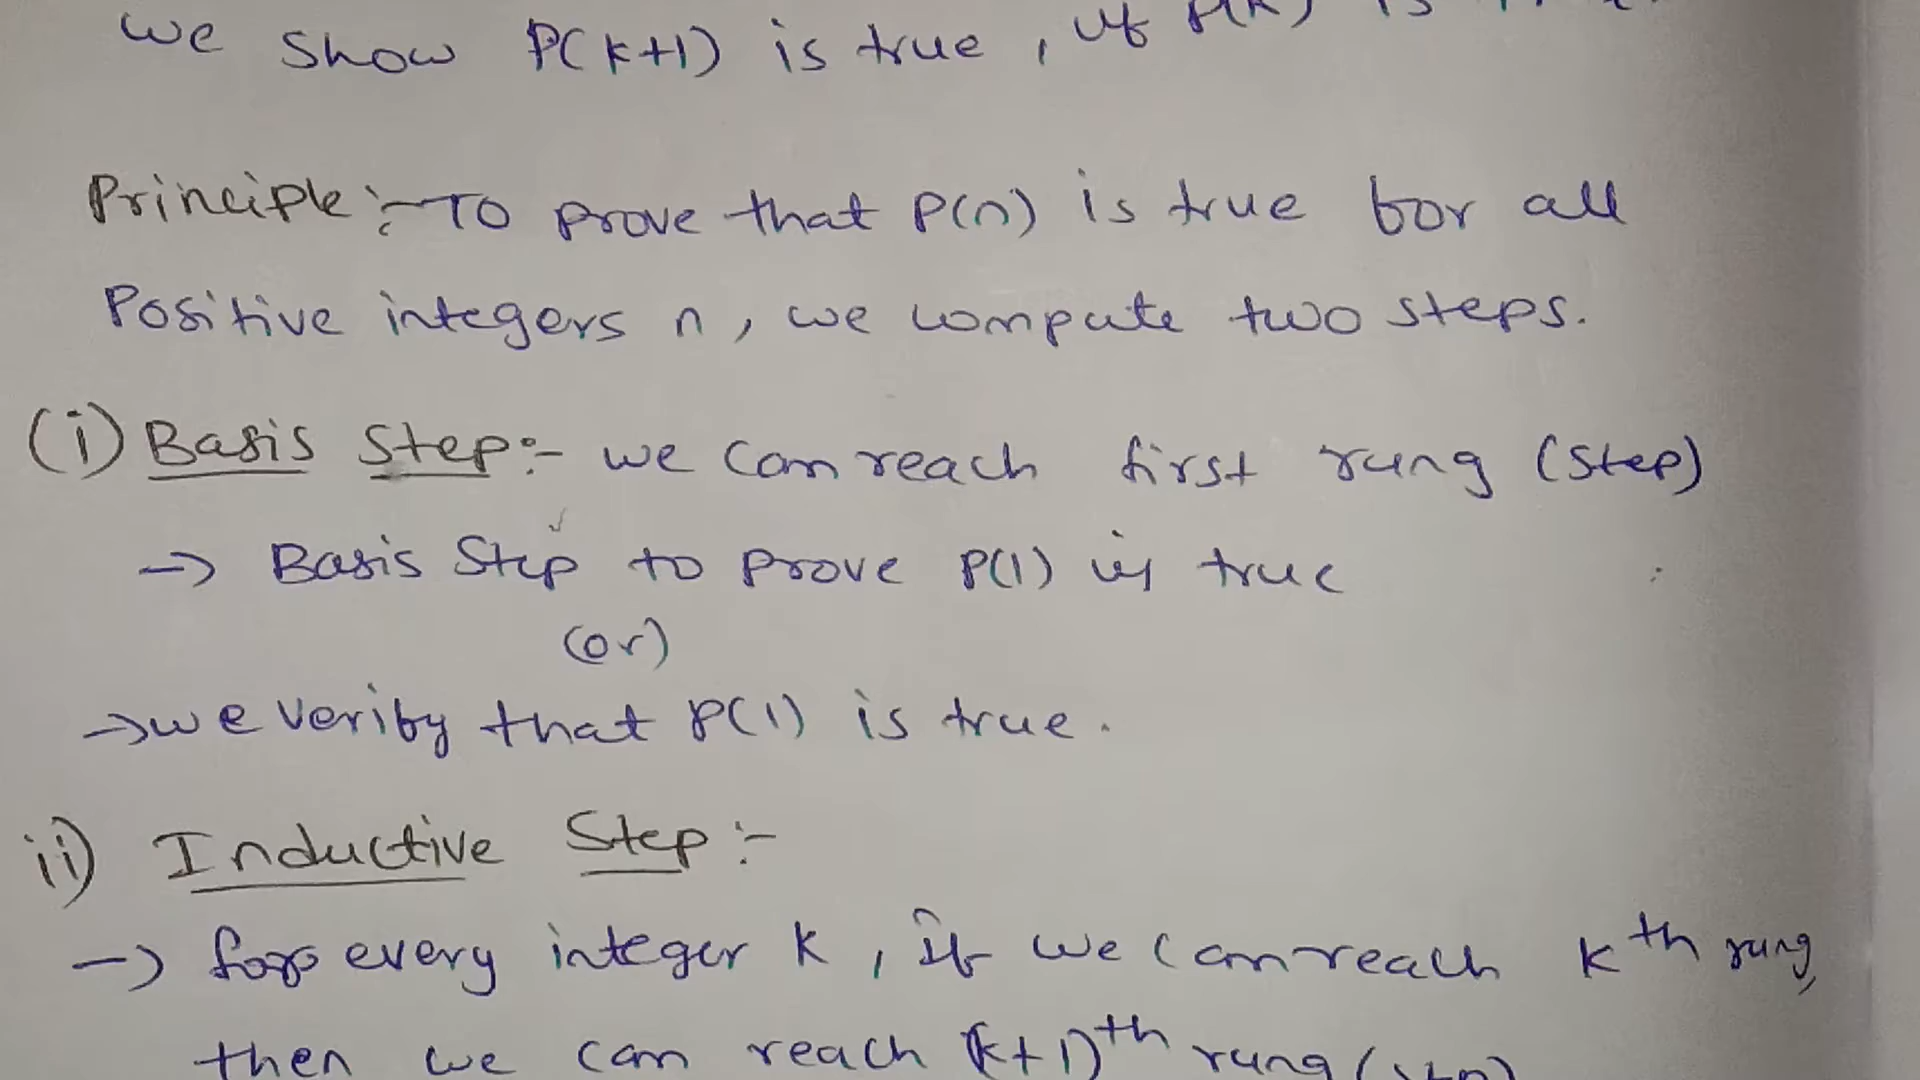 we show P(k+1) is true, if P(k) is
Principle:- To prove that P(n) is true for all
Positive integers n, we compute two steps.
(i) Basis Step:- we can reach first rung (step)
→ Basis Step to prove P(1) is true
(or)
→ we verify that P(1) is true.
ii) Inductive Step:-
→ for every integer k, if we can reach kth rung,
then we can reach (k+1)th rung